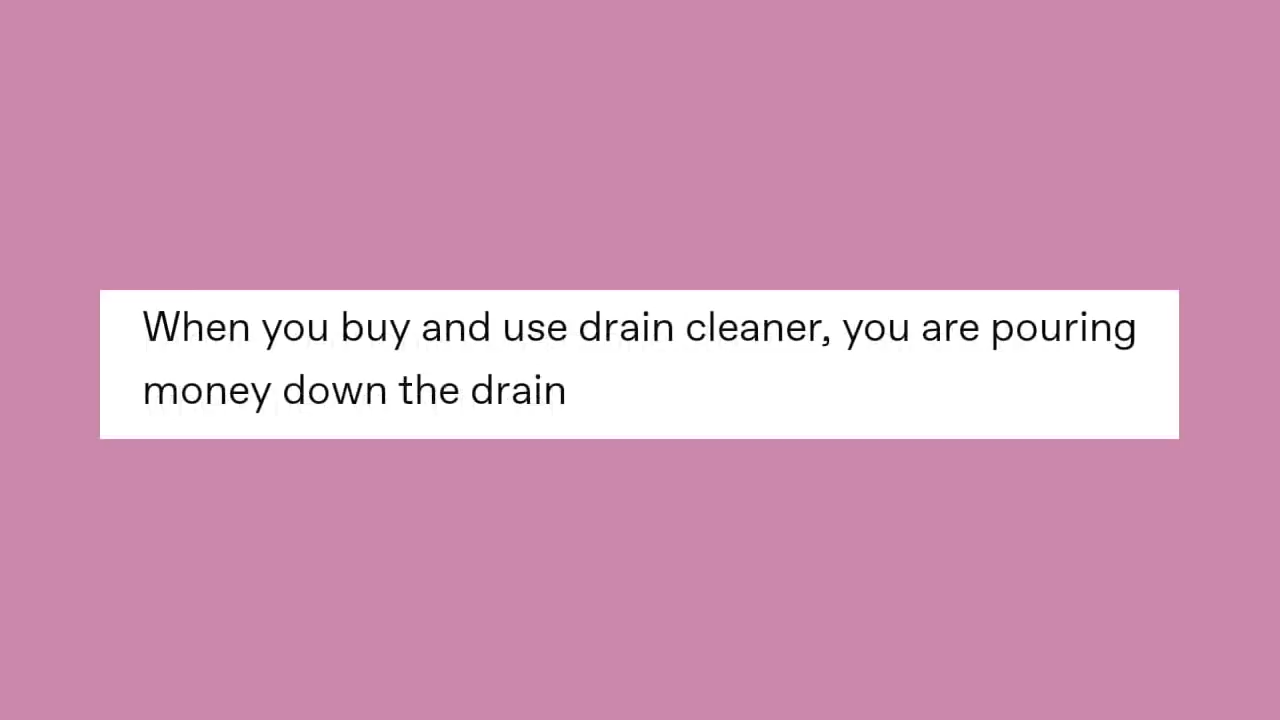 When you buy and use drain cleaner, you are pouring
money down the drain